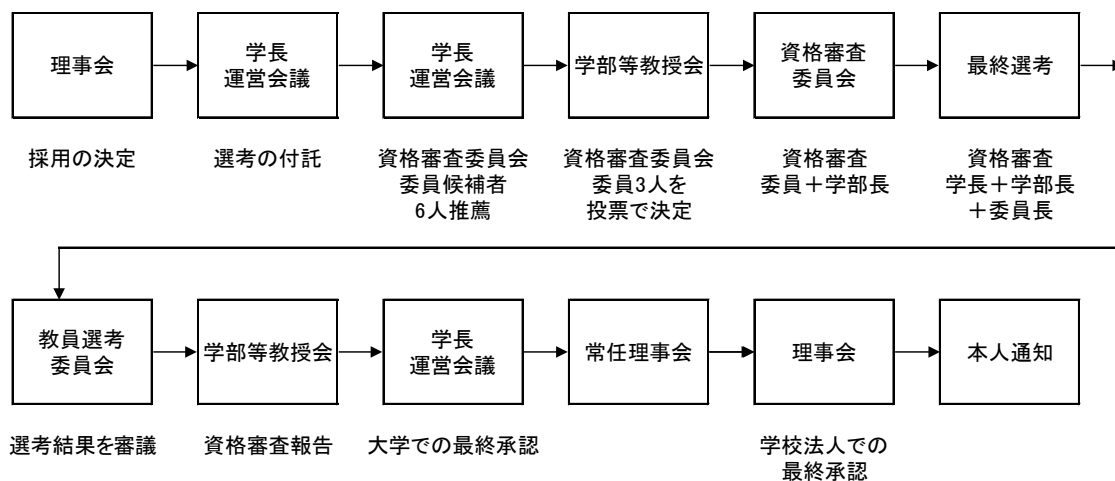 理事会
学長
運営会議
学長
運営会議
学部等教授会
資格審査
委員会
最終選考
採用の決定
選考の付託
資格審査委員会
委員候補者
6人推薦
資格審査委員会
委員3人を
投票で決定
資格審査
委員＋学部長
資格審査
学長＋学部長
＋委員長
教員選考
委員会
学部等教授会
学長
運営会議
常任理事会
理事会
本人通知
選考結果を審議
資格審査報告
大学での最終承認
学校法人での
最終承認